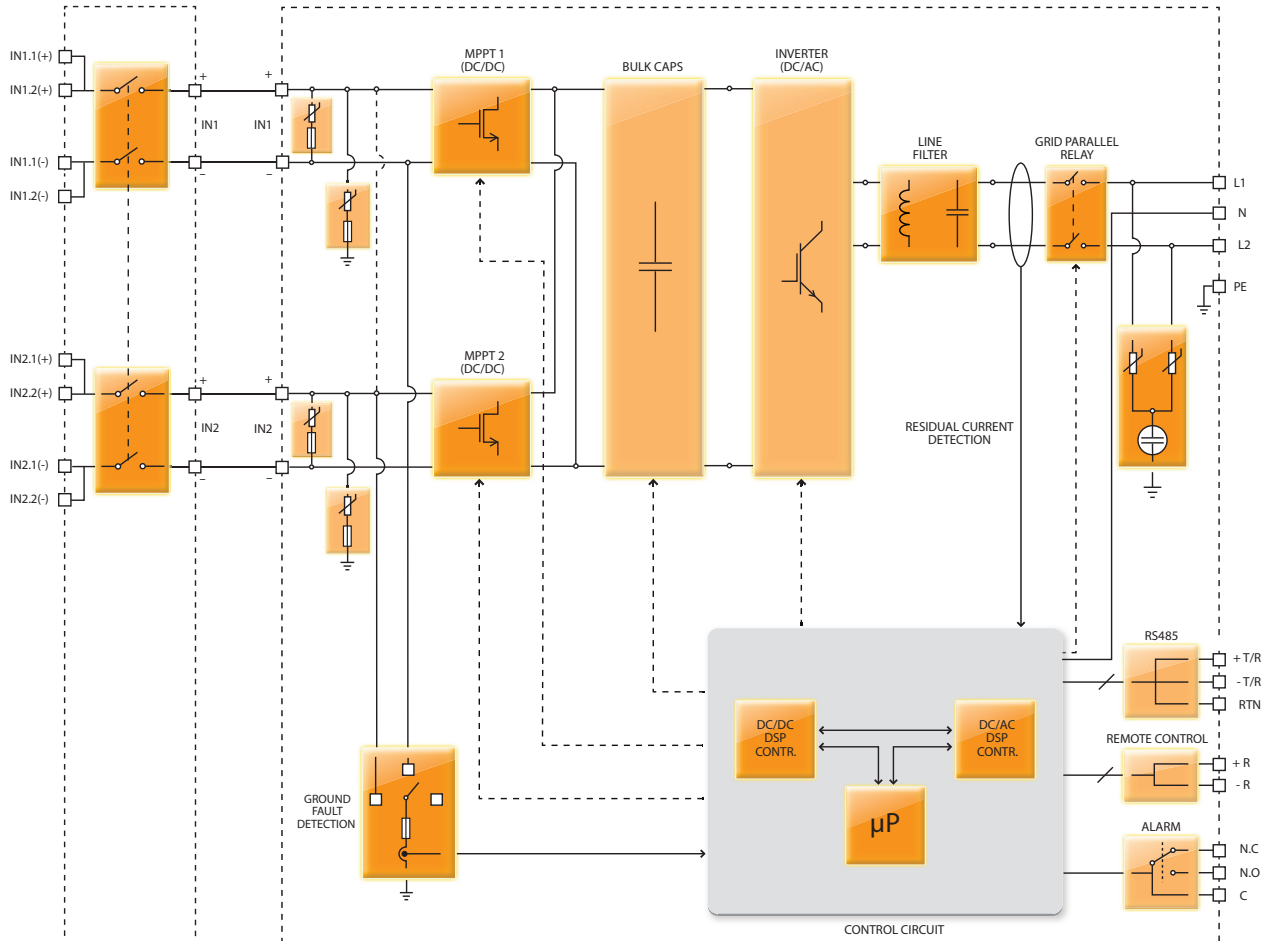 IN1.1(+)
IN1.2(+)
IN1.1(-)
IN1.2(-)
+
+
IN1
IN1
–
–
MPPT 1
(DC/DC)
BULK CAPS
INVERTER
(DC/AC)
LINE
FILTER
GRID PARALLEL
RELAY
L1
N
L2
PE
IN2.1(+)
IN2.2(+)
IN2.1(-)
IN2.2(-)
+
+
IN2
IN2
–
–
MPPT 2
(DC/DC)
RESIDUAL CURRENT
DETECTION
GROUND
FAULT
DETECTION
DC/DC
DSP
CONTR.
DC/AC
DSP
CONTR.
µP
CONTROL CIRCUIT
RS485
+ T/R
- T/R
RTN
REMOTE CONTROL
+ R
- R
ALARM
N.C
N.O
C